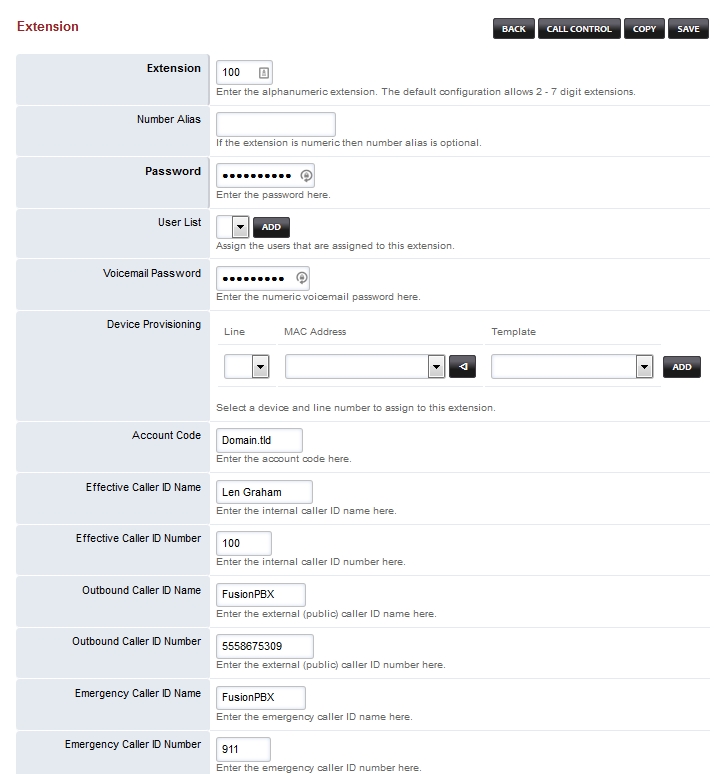 Extension
BACK CALL CONTROL COPY SAVE
Extension
100
Enter the alphanumeric extension. The default configuration allows 2 - 7 digit extensions.
Number Alias
If the extension is numeric then number alias is optional.
Password
••••••••••
Enter the password here.
User List
ADD
Assign the users that are assigned to this extension.
Voicemail Password
•••••••••
Enter the numeric voicemail password here.
Device Provisioning
Line MAC Address Template
ADD
Select a device and line number to assign to this extension.
Account Code
Domain.tld
Enter the account code here.
Effective Caller ID Name
Len Graham
Enter the internal caller ID name here.
Effective Caller ID Number
100
Enter the internal caller ID number here.
Outbound Caller ID Name
FusionPBX
Enter the external (public) caller ID name here.
Outbound Caller ID Number
5558675309
Enter the external (public) caller ID number here.
Emergency Caller ID Name
FusionPBX
Enter the emergency caller ID name here.
Emergency Caller ID Number
911
Enter the emergency caller ID number here.